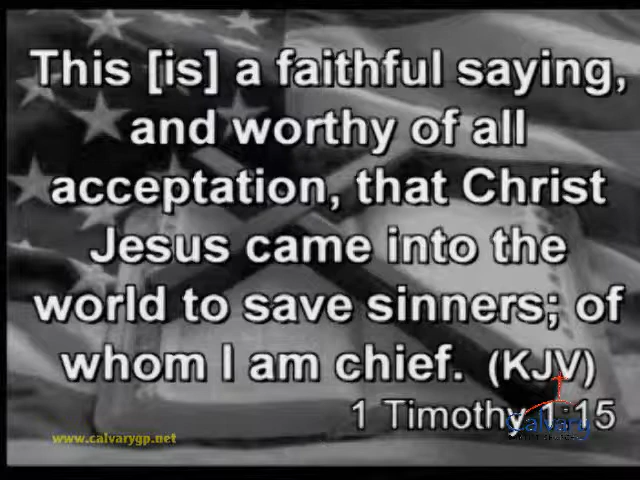 This [is] a faithful saying,
and worthy of all
acceptation, that Christ
Jesus came into the
world to save sinners; of
whom I am chief. (KJV)
1 Timothy 1:15
Calvary
www.calvarygp.net